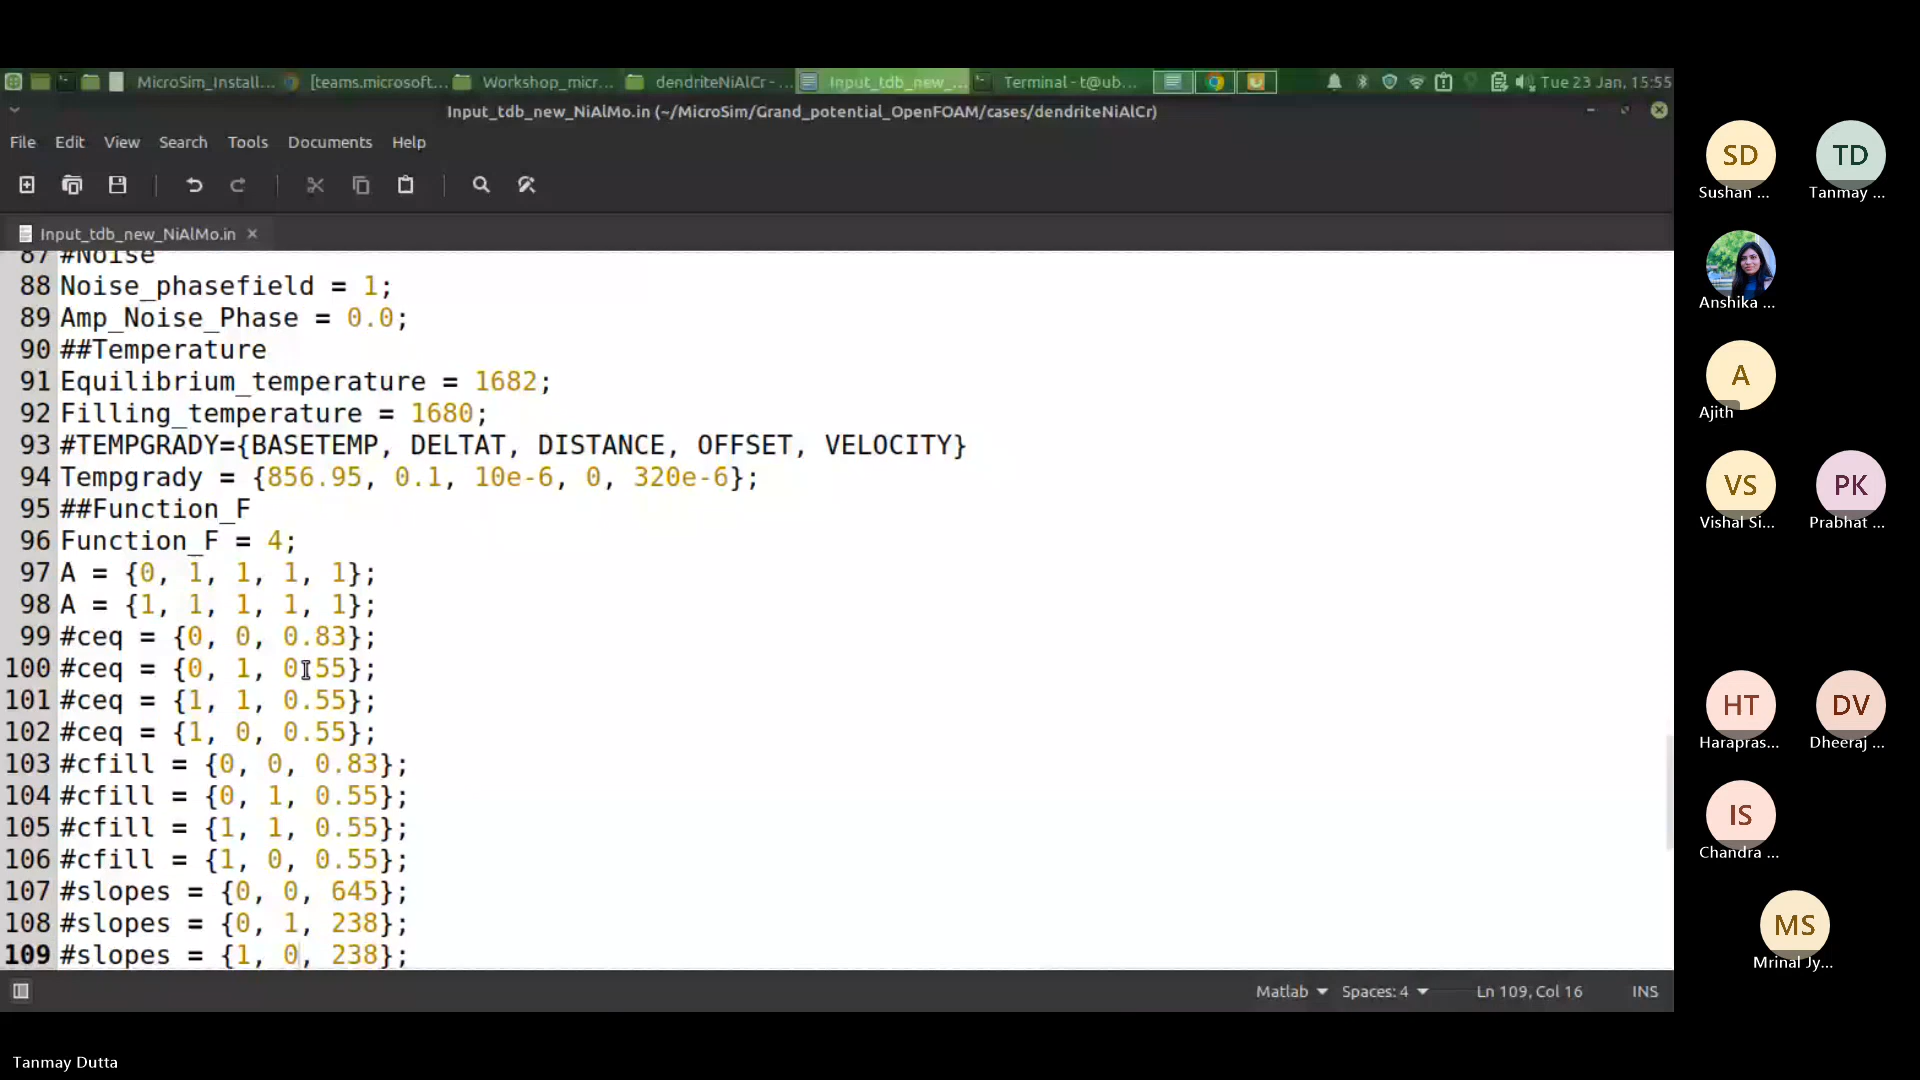 MicroSim_Install...
[teams.microsoft...
Workshop_micr...
dendriteNiAlCr -...
Input_tdb_new_...
Terminal - t@ub...
Tue 23 Jan, 15:55
Input_tdb_new_NiAlMo.in (~/MicroSim/Grand_potential_OpenFOAM/cases/dendriteNiAlCr)
File Edit View Search Tools Documents Help
Input_tdb_new_NiAlMo.in
87 #Noise
88 Noise_phasefield = 1;
89 Amp_Noise_Phase = 0.0;
90 ##Temperature
91 Equilibrium_temperature = 1682;
92 Filling_temperature = 1680;
93 #TEMPGRADY={BASETEMP, DELTAT, DISTANCE, OFFSET, VELOCITY}
94 Tempgrady = {856.95, 0.1, 10e-6, 0, 320e-6};
95 ##Function_F
96 Function_F = 4;
97 A = {0, 1, 1, 1, 1};
98 A = {1, 1, 1, 1, 1};
99 #ceq = {0, 0, 0.83};
100 #ceq = {0, 1, 0.55};
101 #ceq = {1, 1, 0.55};
102 #ceq = {1, 0, 0.55};
103 #cfill = {0, 0, 0.83};
104 #cfill = {0, 1, 0.55};
105 #cfill = {1, 1, 0.55};
106 #cfill = {1, 0, 0.55};
107 #slopes = {0, 0, 645};
108 #slopes = {0, 1, 238};
109 #slopes = {1, 0, 238};
Matlab Spaces: 4 Ln 109, Col 16 INS
SD TD
Sushan ... Tanmay ...
Anshika ...
A
Ajith
VS PK
Vishal Si... Prabhat ...
HT DV
Harapras... Dheeraj ...
IS
Chandra ...
MS
Mrinal Jy...
Tanmay Dutta